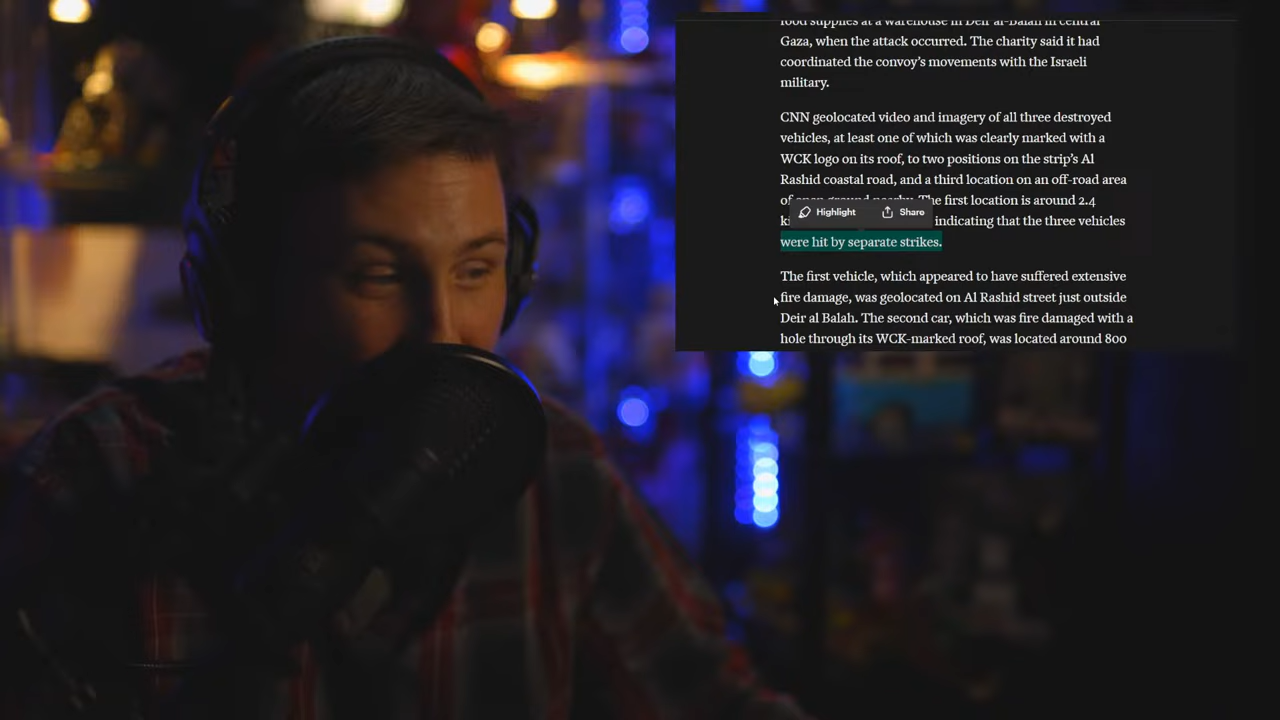 food supplies at a warehouse in Deir al-Balah in central
Gaza, when the attack occurred. The charity said it had
coordinated the convoy's movements with the Israeli
military.
CNN geolocated video and imagery of all three destroyed
vehicles, at least one of which was clearly marked with a
WCK logo on its roof, to two positions on the strip's Al
Rashid coastal road, and a third location on an off-road area
of open ground nearby. The first location is around 2.4
Highlight Share
indicating that the three vehicles
were hit by separate strikes.
The first vehicle, which appeared to have suffered extensive
fire damage, was geolocated on Al Rashid street just outside
Deir al Balah. The second car, which was fire damaged with a
hole through its WCK-marked roof, was located around 800